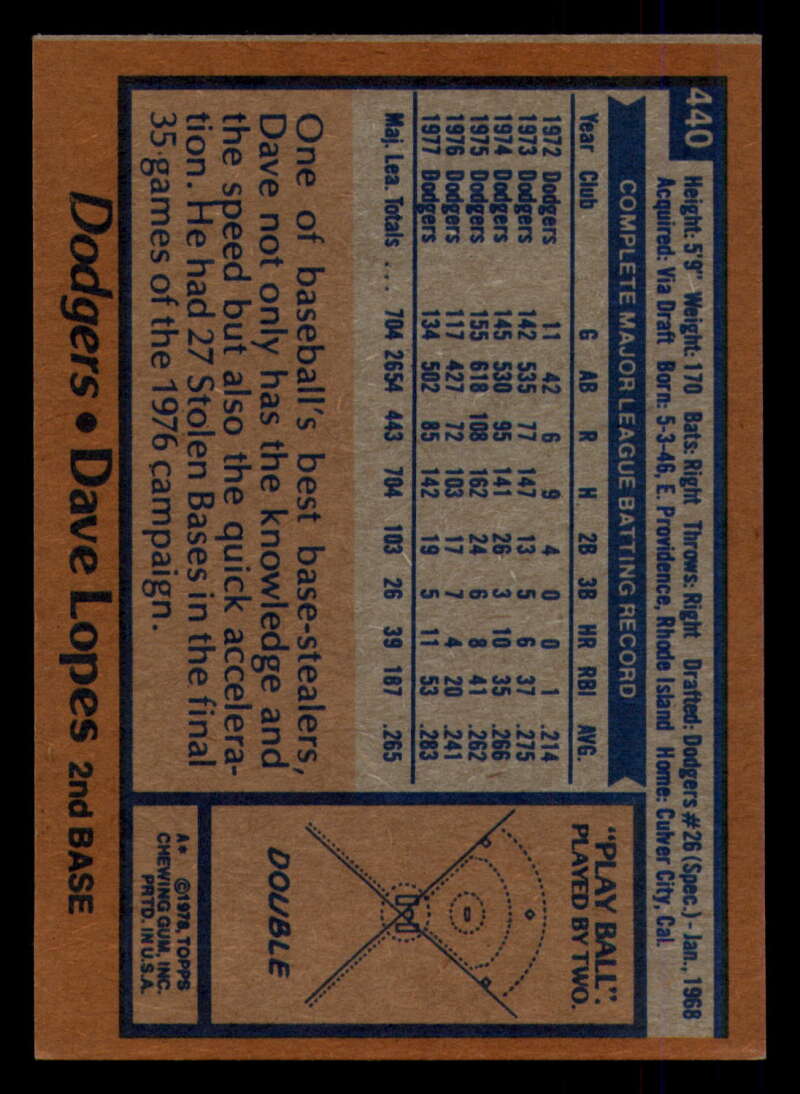 440
Height: 5'9" Weight: 170 Bats: Right Throws: Right Drafted: Dodgers #26 (Spec.) - Jan., 1968
Acquired: Via Draft Born: 5-3-46, E. Providence, Rhode Island Home: Culver City, Cal.
COMPLETE MAJOR LEAGUE BATTING RECORD
Year Club G AB R H 2B 3B HR RBI AVG.
1972 Dodgers 11 42 6 9 4 0 0 1 .214
1973 Dodgers 142 535 77 147 13 5 6 37 .275
1974 Dodgers 145 530 95 141 26 3 10 35 .266
1975 Dodgers 155 618 108 162 24 6 8 41 .262
1976 Dodgers 117 427 72 103 17 7 4 20 .241
1977 Dodgers 134 502 85 142 19 5 11 53 .283
Maj. Lea. Totals .... 704 2654 443 704 103 26 39 187 .265
One of baseball's best base-stealers,
Dave not only has the knowledge and
the speed but also the quick accelera-
tion. He had 27 Stolen Bases in the final
35 games of the 1976 campaign.
"PLAY BALL":
PLAYED BY TWO.
DOUBLE
A* ©1978, TOPPS
CHEWING GUM, INC.
PRTD. IN U.S.A.
Dodgers • Dave Lopes 2nd BASE